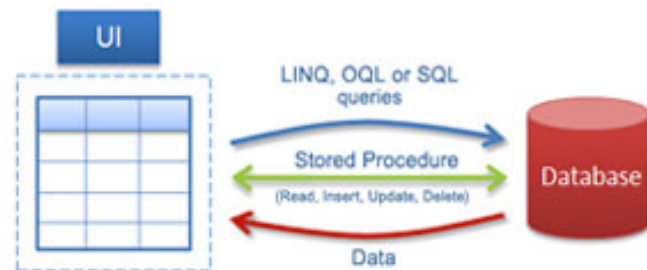 UI
LINQ, OQL or SQL
queries
Stored Procedure
(Read, Insert, Update, Delete)
Data
Database